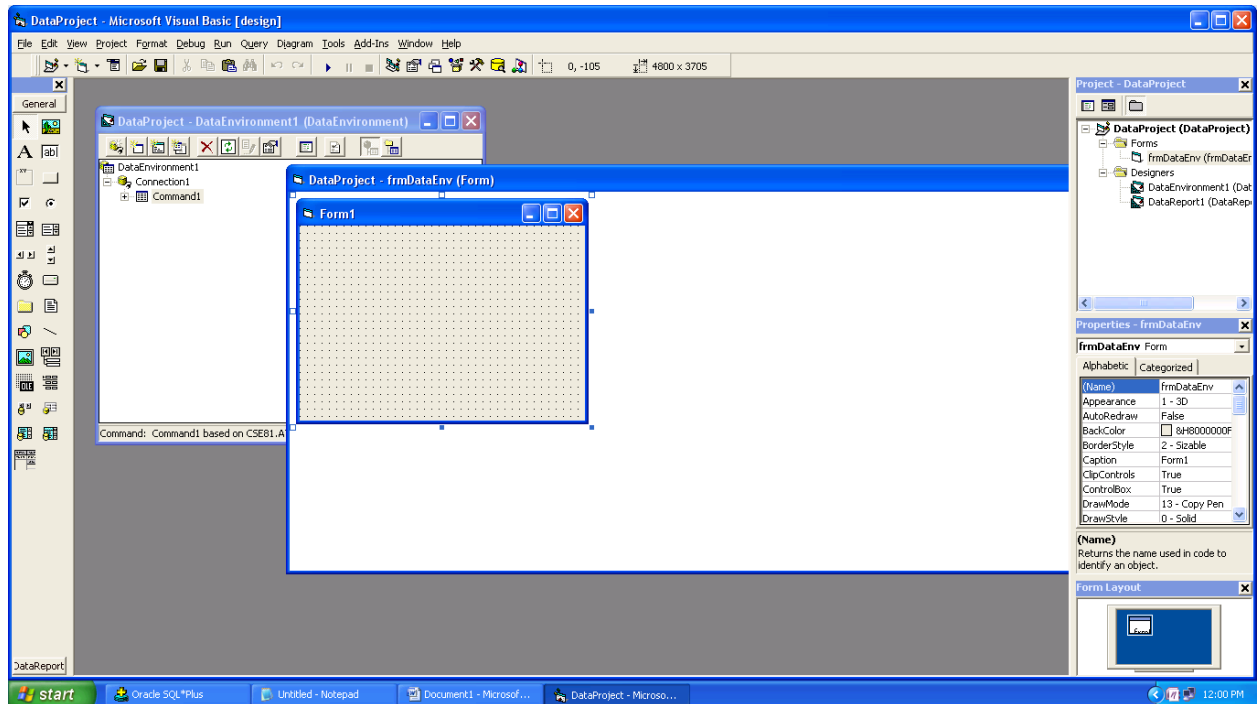 DataProject - Microsoft Visual Basic [design]
File Edit View Project Format Debug Run Query Diagram Tools Add-Ins Window Help
0, -105 4800 x 3705
General
DataProject - DataEnvironment1 (DataEnvironment)
DataEnvironment1
Connection1
Command1
Command: Command1 based on CSE81.A
DataProject - frmDataEnv (Form)
Form1
Project - DataProject
DataProject (DataProject)
Forms
frmDataEnv (frmDataEr
Designers
DataEnvironment1 (Dat
DataReport1 (DataRep
Properties - frmDataEnv
frmDataEnv Form
Alphabetic Categorized
(Name) frmDataEnv
Appearance 1 - 3D
AutoRedraw False
BackColor &H8000000F
BorderStyle 2 - Sizable
Caption Form1
ClipControls True
ControlBox True
DrawMode 13 - Copy Pen
DrawStyle 0 - Solid
(Name)
Returns the name used in code to
identify an object.
Form Layout
DataReport
start Oracle SQL*Plus Untitled - Notepad Document1 - Microsof... DataProject - Microso... 12:00 PM